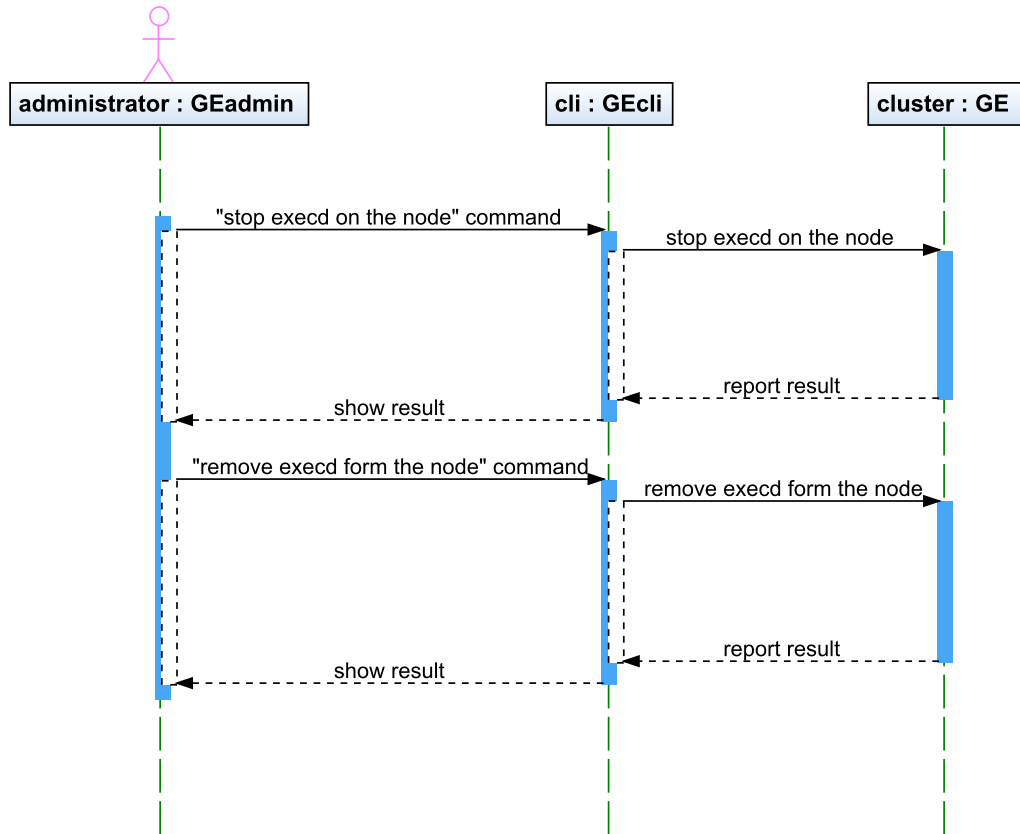 administrator : GEadmin
cli : GEcli
cluster : GE
"stop execd on the node" command
stop execd on the node
report result
show result
"remove execd form the node" command
remove execd form the node
report result
show result